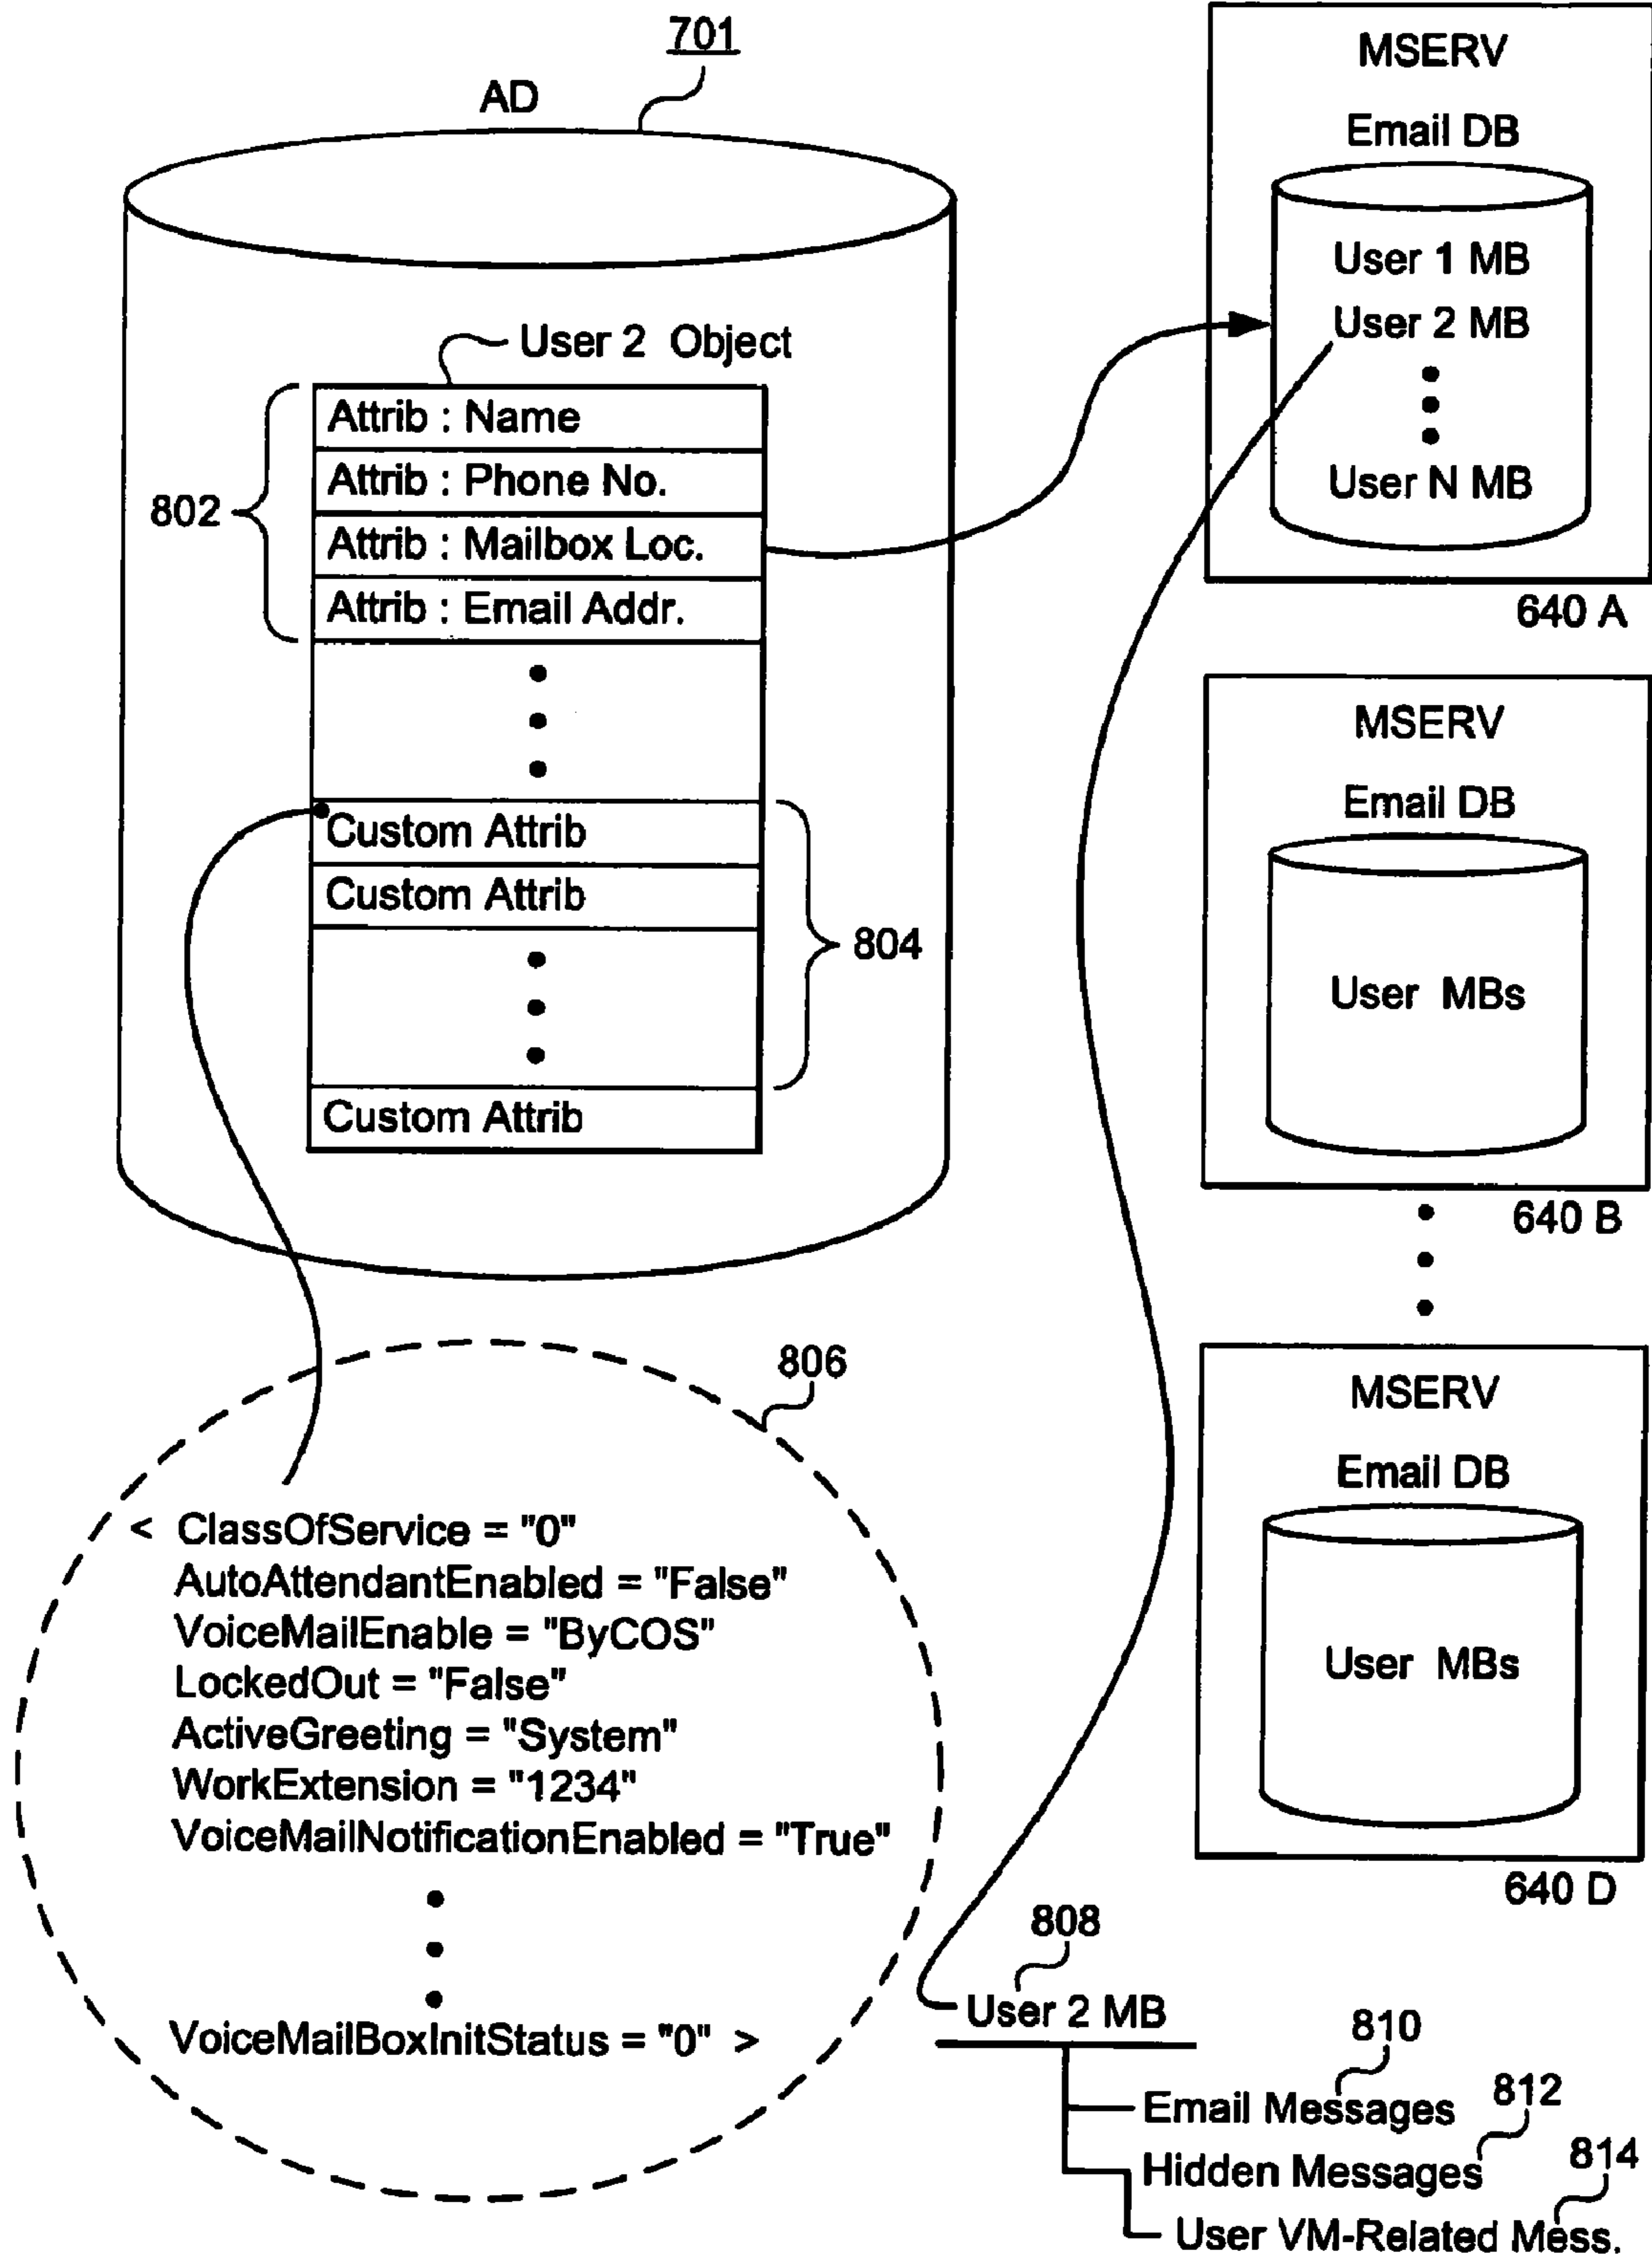 701
AD
User 2 Object
802
Attrib : Name
Attrib : Phone No.
Attrib : Mailbox Loc.
Attrib : Email Addr.
Custom Attrib
Custom Attrib
804
Custom Attrib
MSERV
Email DB
User 1 MB
User 2 MB
User N MB
640 A
MSERV
Email DB
User MBs
640 B
MSERV
Email DB
User MBs
640 D
806
< ClassOfService = "0"
AutoAttendantEnabled = "False"
VoiceMailEnable = "ByCOS"
LockedOut = "False"
ActiveGreeting = "System"
WorkExtension = "1234"
VoiceMailNotificationEnabled = "True"
VoiceMailBoxInitStatus = "0" >
808
User 2 MB
810
Email Messages
812
Hidden Messages
814
User VM-Related Mess.